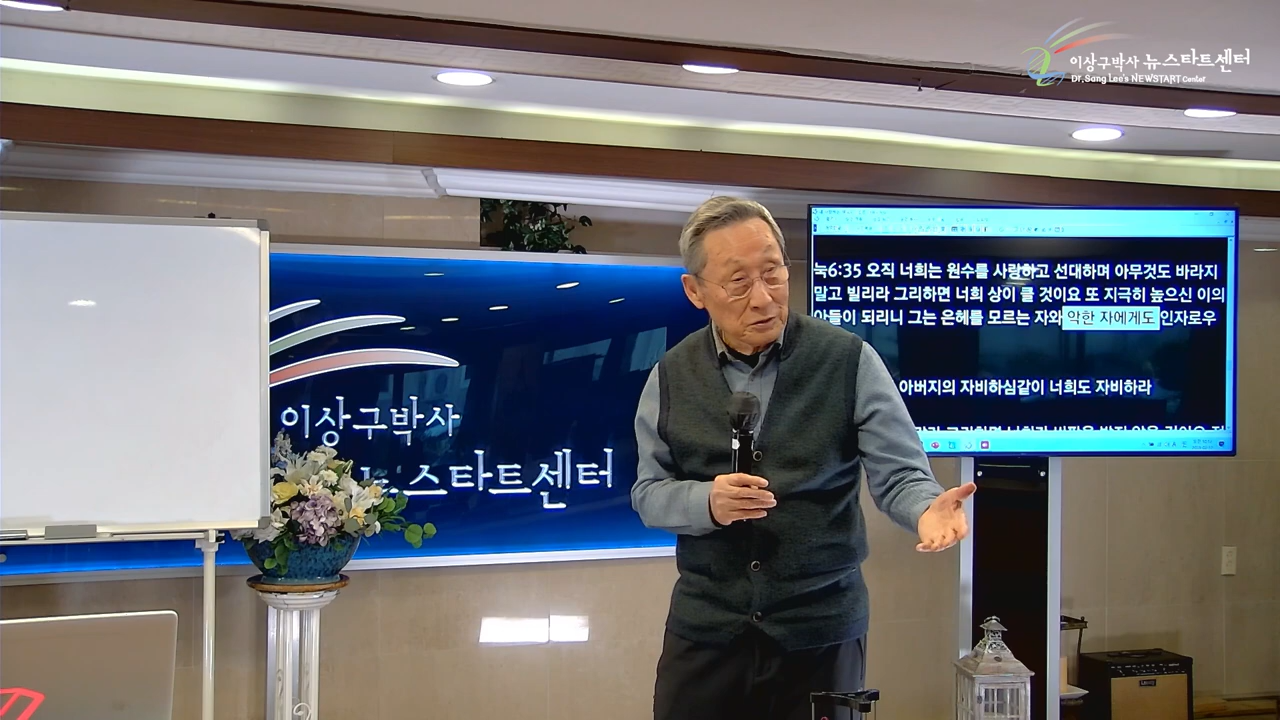 이상구박사 뉴스타트센터
Dr. Sang Lee's NEWSTART Center
눅6:35 오직 너희는 원수를 사랑하고 선대하며 아무것도 바라지
말고 빌리라 그리하면 너희 상이 클 것이요 또 지극히 높으신 이의
아들이 되리니 그는 은혜를 모르는 자와 악한 자에게도 인자로우
아버지의 자비하심같이 너희도 자비하라
이상구박사
스타트센터